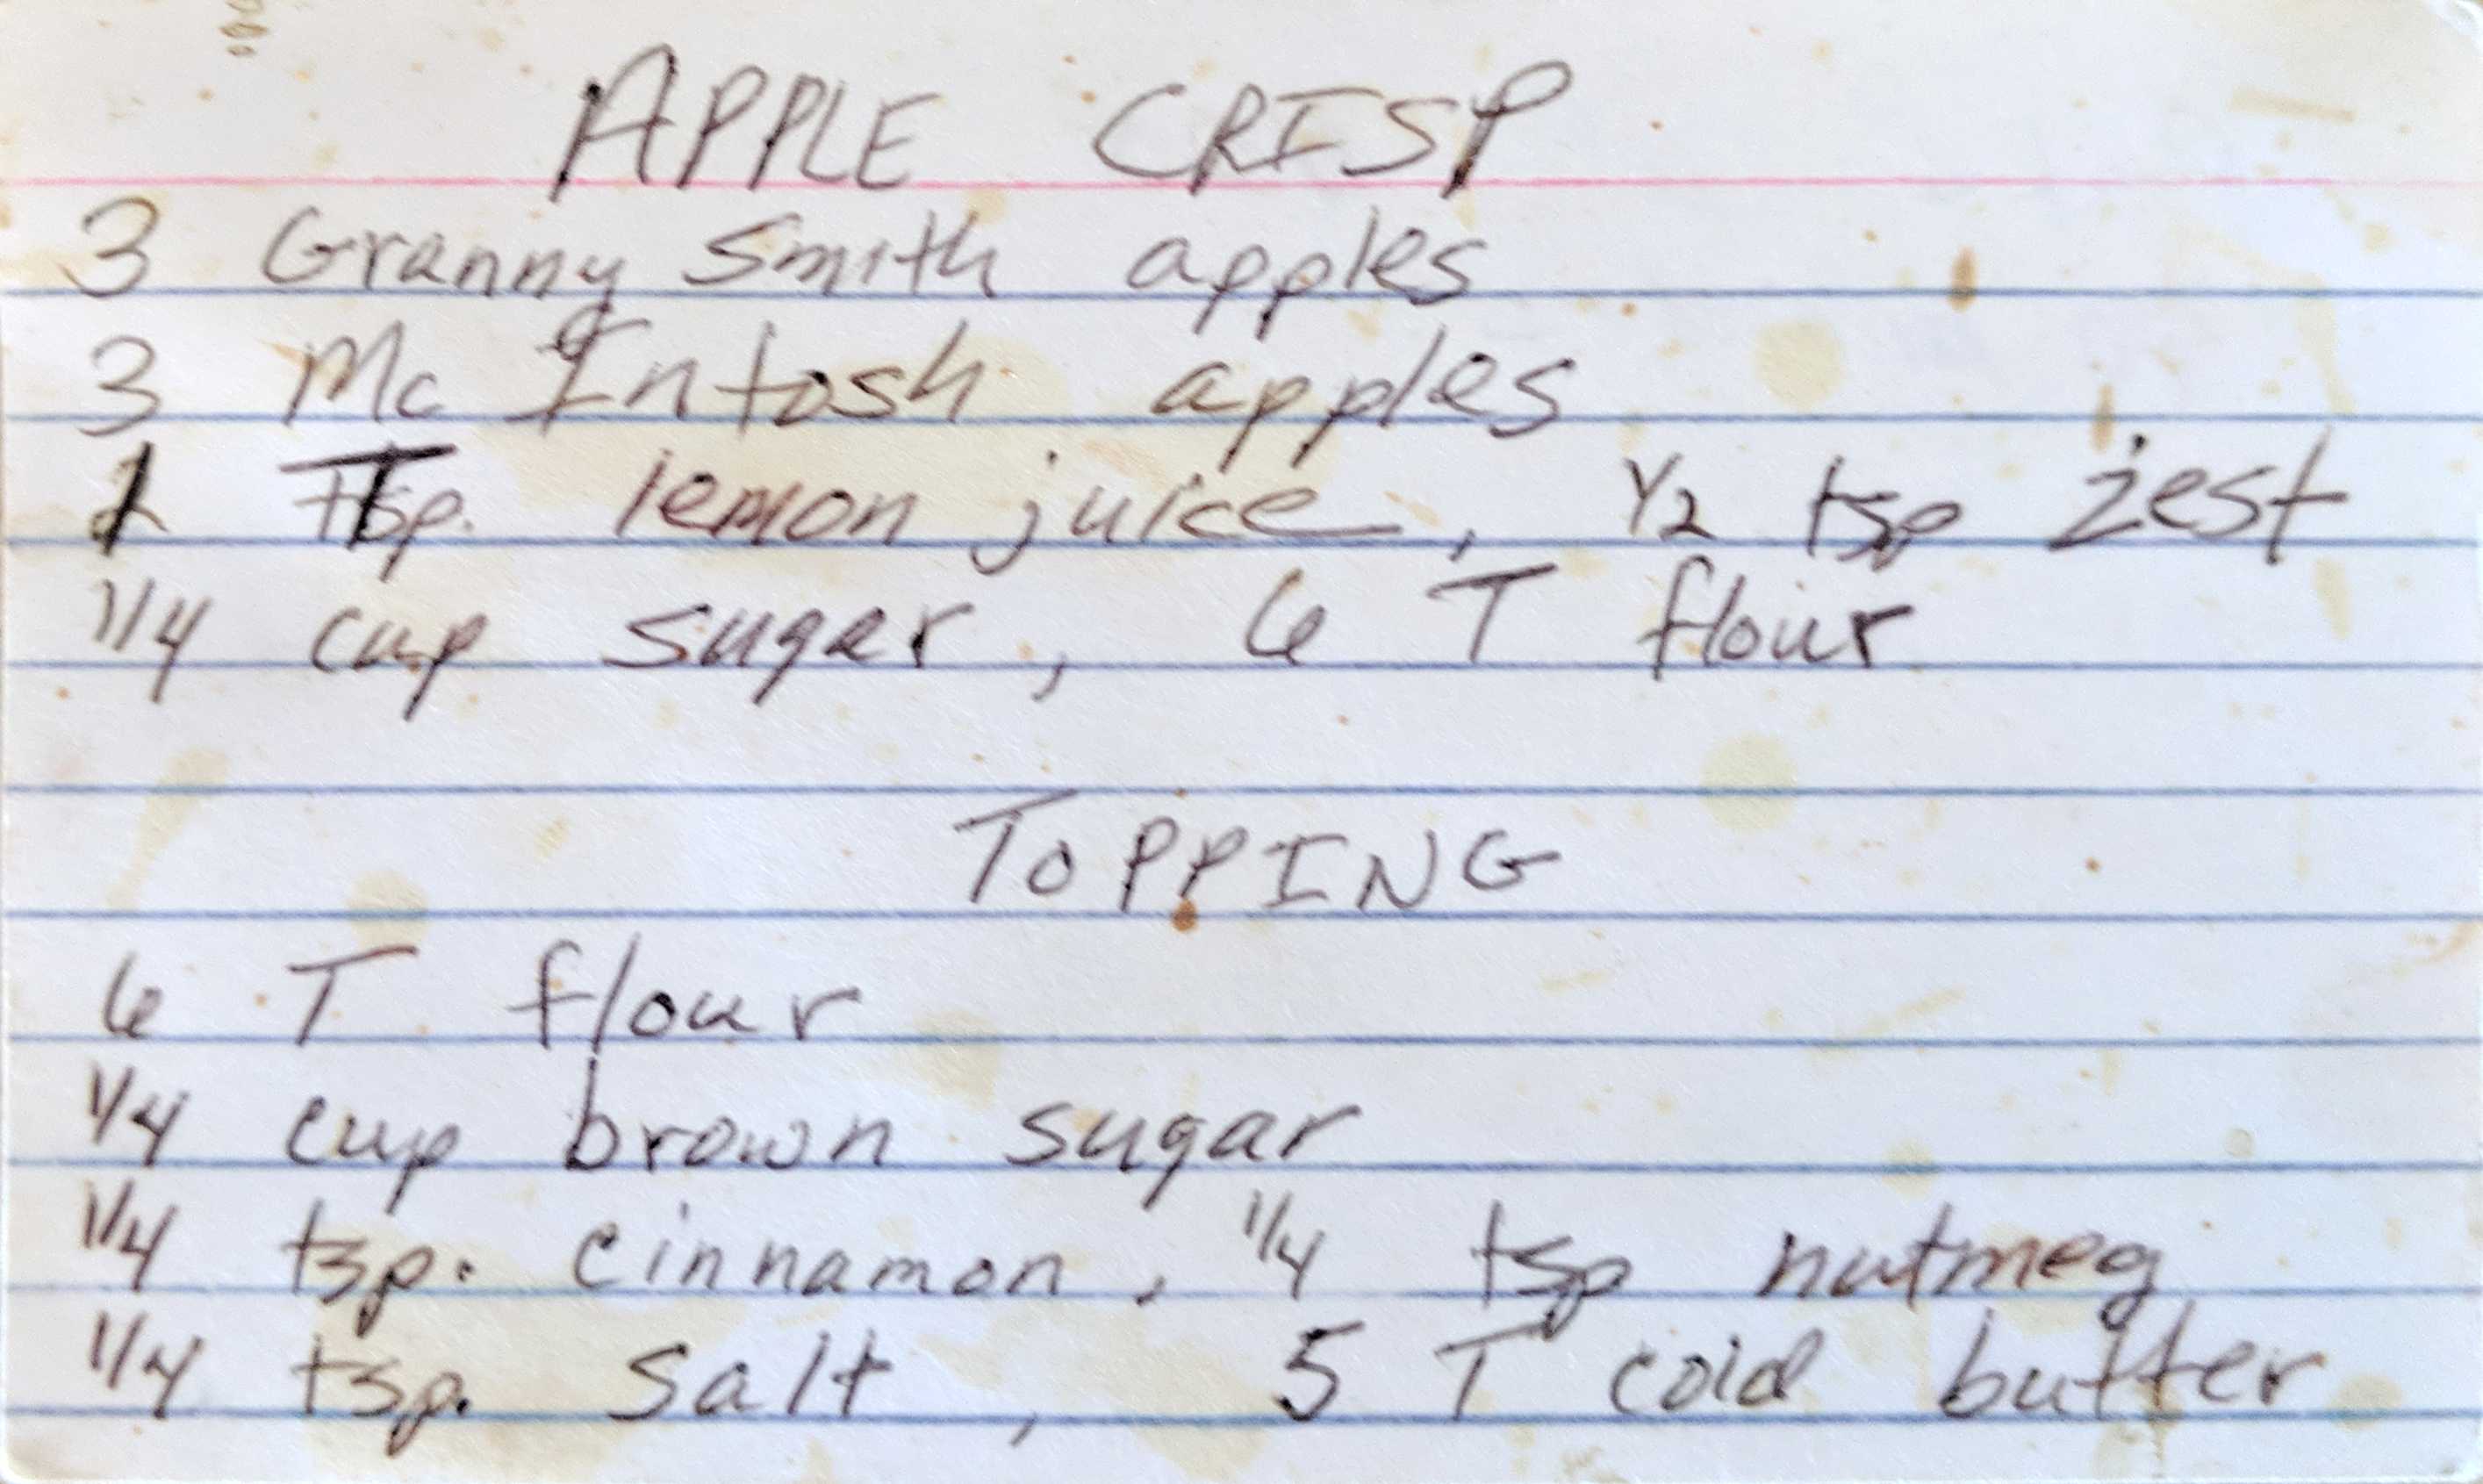 APPLE CRISP
3 Granny Smith apples
3 Mc Intosh apples
1 Tbsp. lemon juice, 1/2 tsp zest
1/4 cup sugar, 6 T flour
TOPPING
6 T flour
1/4 cup brown sugar
1/4 tsp. cinnamon, 1/4 tsp nutmeg
1/4 tsp. salt, 5 T cold butter